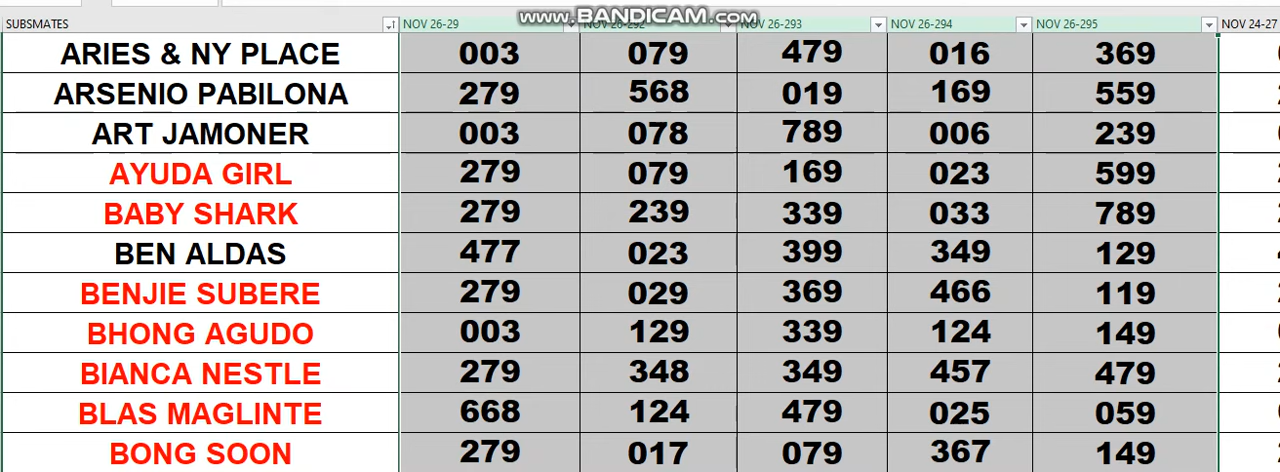 www.BANDICAM.com
SUBSMATES NOV 26-29 NOV 26-292 NOV 26-293 NOV 26-294 NOV 26-295 NOV 24-27
ARIES & NY PLACE 003 079 479 016 369
ARSENIO PABILONA 279 568 019 169 559
ART JAMONER 003 078 789 006 239
AYUDA GIRL 279 079 169 023 599
BABY SHARK 279 239 339 033 789
BEN ALDAS 477 023 399 349 129
BENJIE SUBERE 279 029 369 466 119
BHONG AGUDO 003 129 339 124 149
BIANCA NESTLE 279 348 349 457 479
BLAS MAGLINTE 668 124 479 025 059
BONG SOON 279 017 079 367 149